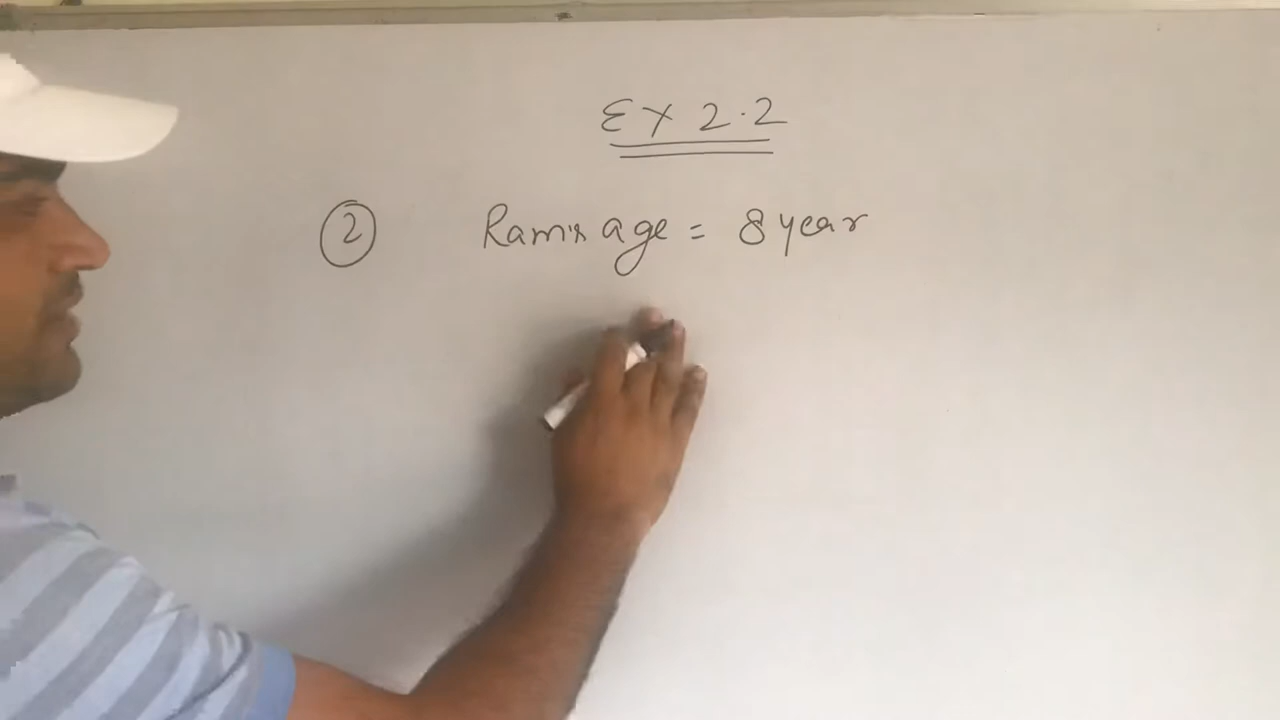 EX 2.2
2 Ram's age = 8 year